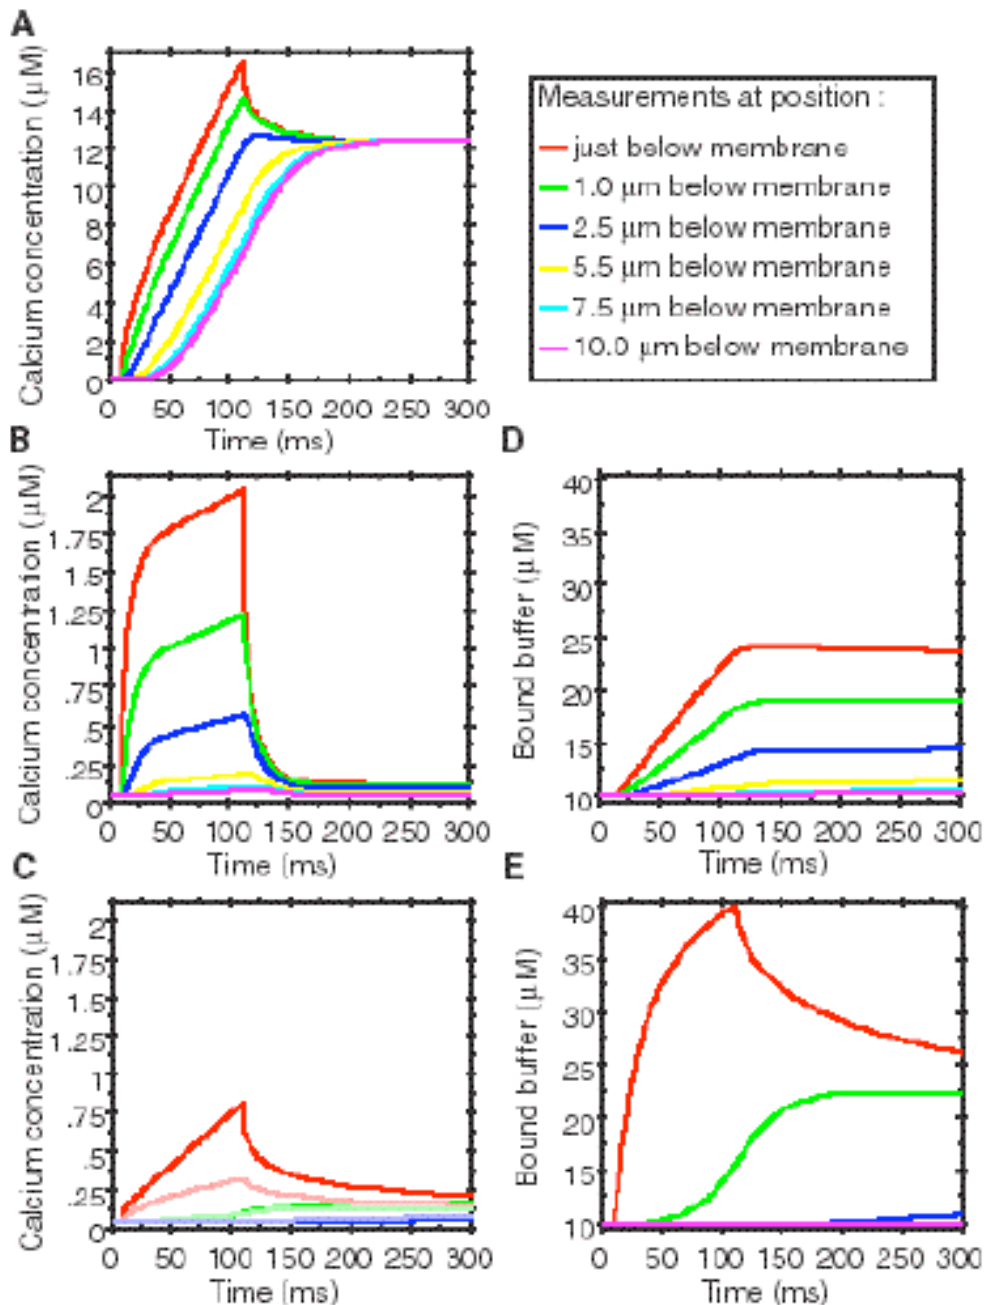 A
Calcium concentration (µM)
16
14
12
10
8
6
4
2
0
0 50 100 150 200 250 300
Time (ms)
Measurements at position :
just below membrane
1.0 µm below membrane
2.5 µm below membrane
5.5 µm below membrane
7.5 µm below membrane
10.0 µm below membrane
B
Calcium concentration (µM)
2
1.75
1.5
1.25
1
.75
.5
.25
0
0 50 100 150 200 250 300
Time (ms)
D
Bound buffer (µM)
40
35
30
25
20
15
10
0 50 100 150 200 250 300
Time (ms)
C
Calcium concentration (µM)
2
1.75
1.5
1.25
1
.75
.5
.25
0
0 50 100 150 200 250 300
Time (ms)
E
Bound buffer (µM)
40
35
30
25
20
15
10
0 50 100 150 200 250 300
Time (ms)